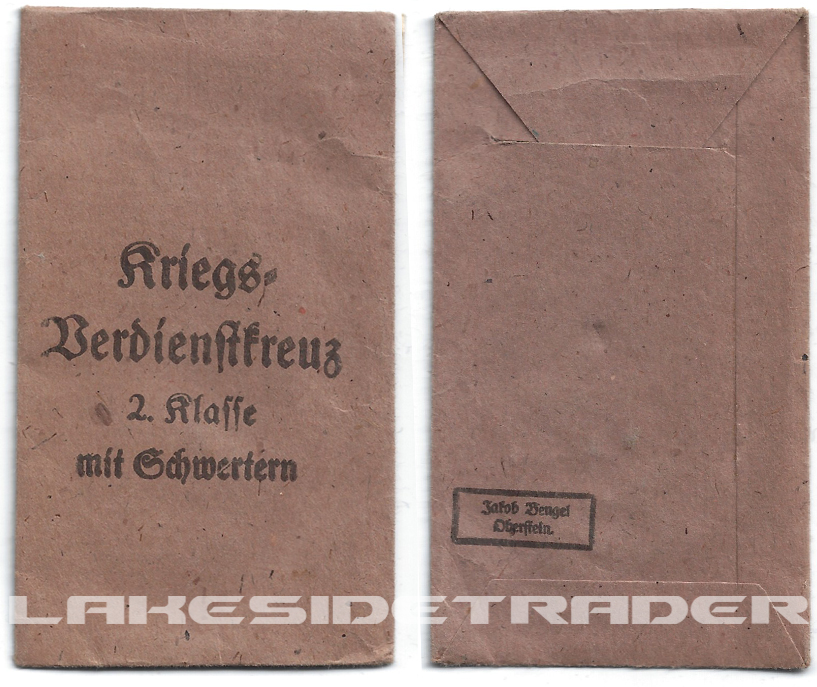 Kriegs-
Verdienstkreuz
2. Klasse
mit Schwertern
Jakob Bengel
Oberstein.
LAKESIDETRADER